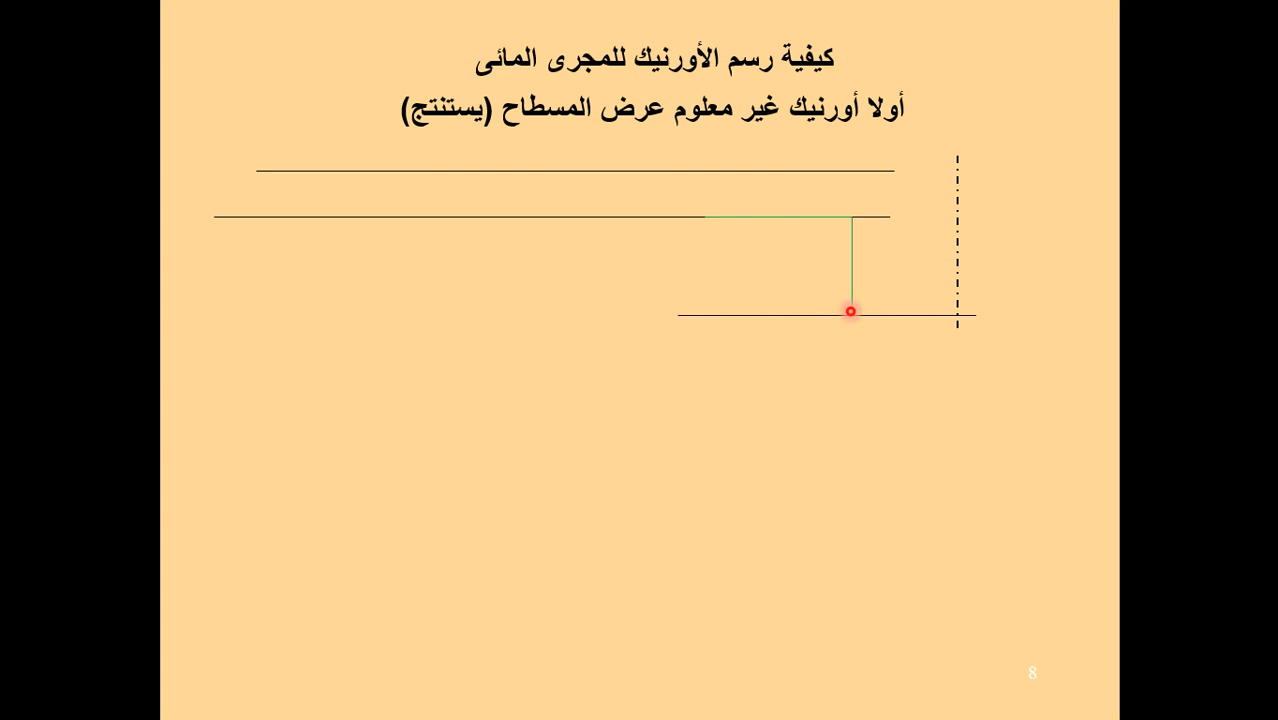 كيفية رسم الأورنيك للمجرى المائى
أولا أورنيك غير معلوم عرض المسطاح (يستنتج)
8